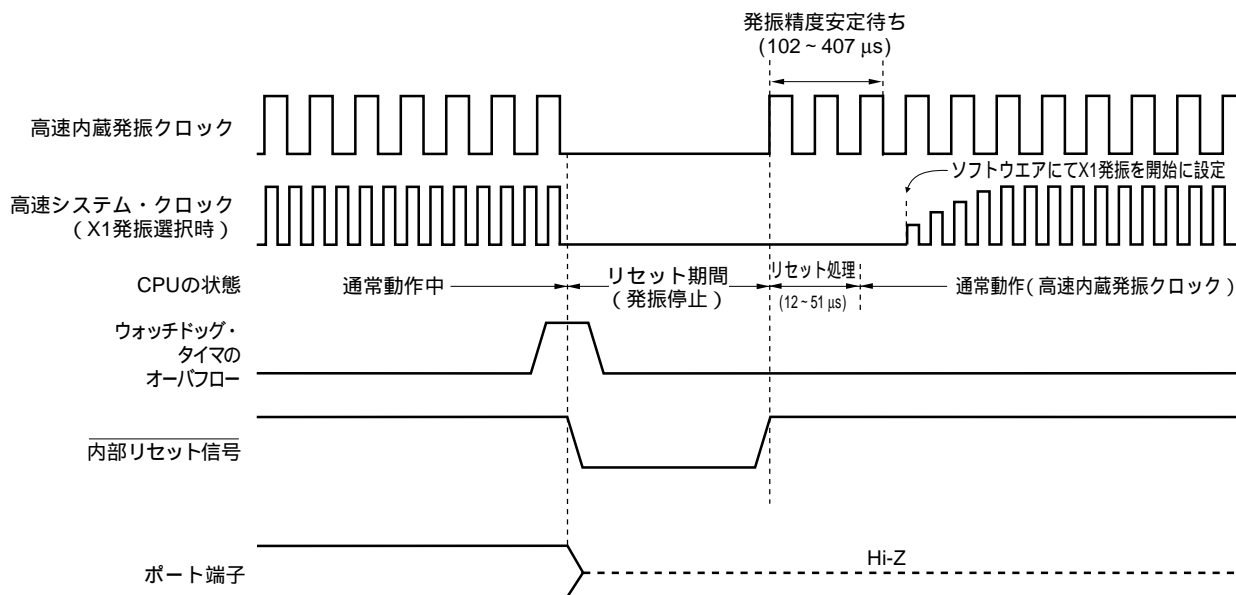 発振精度安定待ち
(102 ~ 407 μs)
高速内蔵発振クロック
ソフトウエアにてX1発振を開始に設定
高速システム・クロック
(X1発振選択時)
CPUの状態
通常動作中
リセット期間
(発振停止)
リセット処理
(12~51 μs)
通常動作(高速内蔵発振クロック)
ウォッチドッグ・
タイマの
オーバフロー
内部リセット信号
Hi-Z
ポート端子